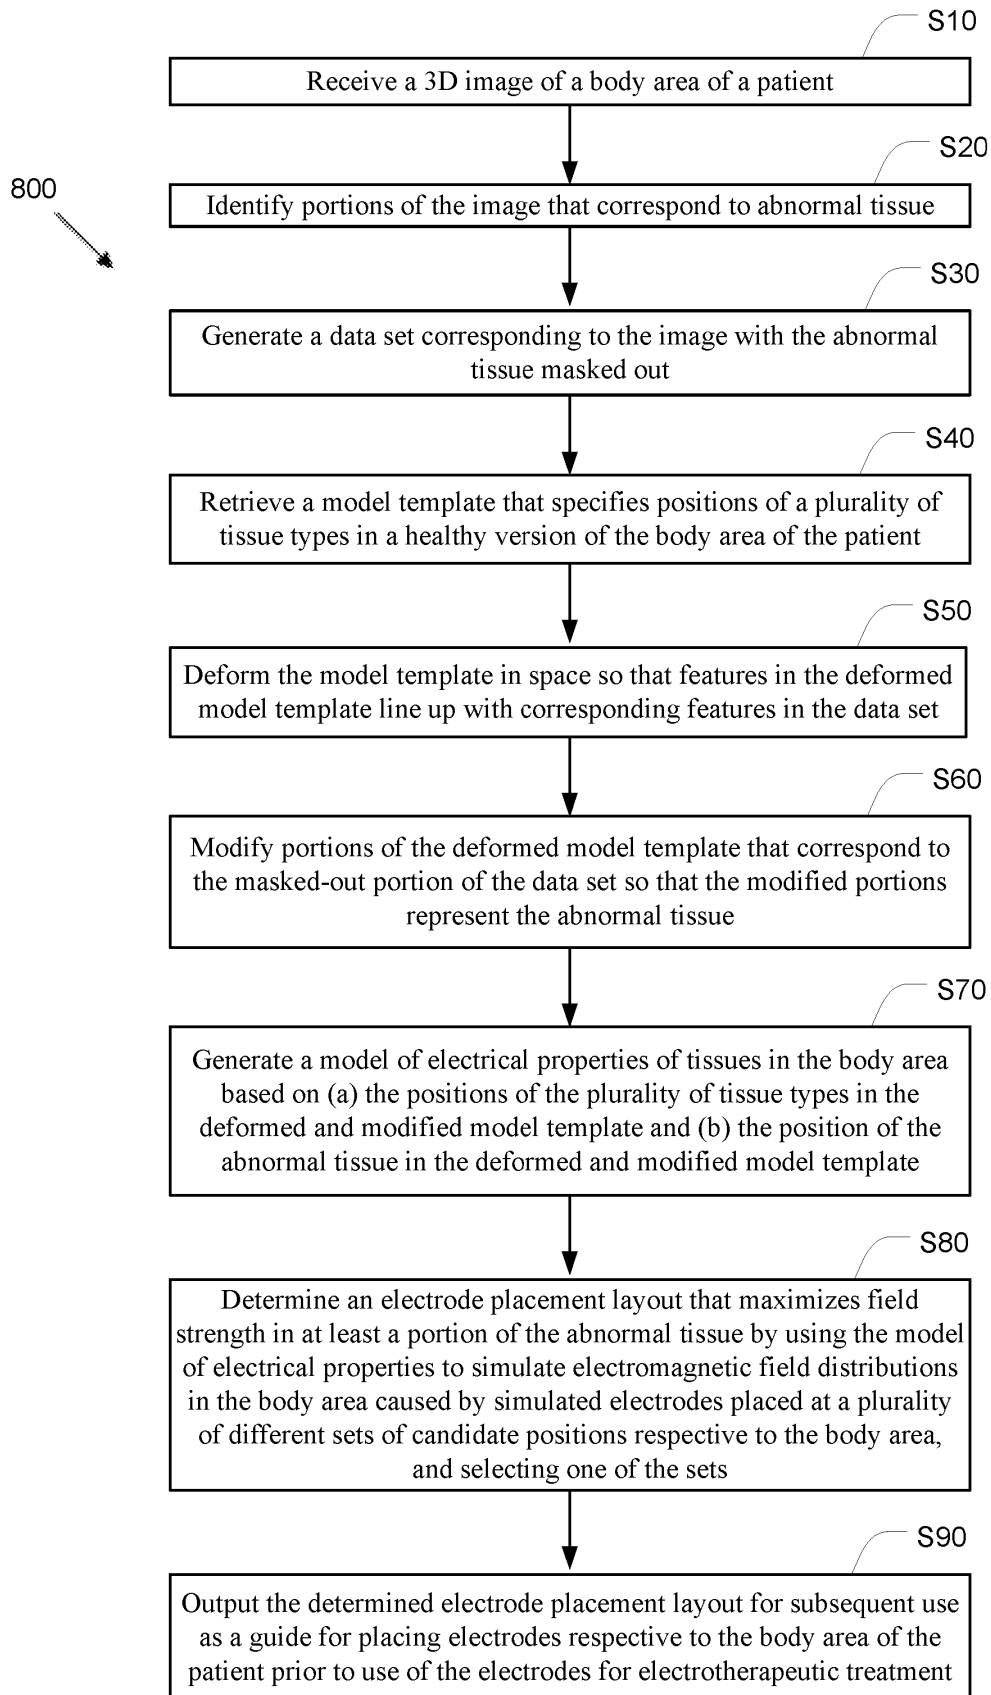 S10
Receive a 3D image of a body area of a patient
S20
800
Identify portions of the image that correspond to abnormal tissue
S30
Generate a data set corresponding to the image with the abnormal
tissue masked out
S40
Retrieve a model template that specifies positions of a plurality of
tissue types in a healthy version of the body area of the patient
S50
Deform the model template in space so that features in the deformed
model template line up with corresponding features in the data set
S60
Modify portions of the deformed model template that correspond to
the masked-out portion of the data set so that the modified portions
represent the abnormal tissue
S70
Generate a model of electrical properties of tissues in the body area
based on (a) the positions of the plurality of tissue types in the
deformed and modified model template and (b) the position of the
abnormal tissue in the deformed and modified model template
S80
Determine an electrode placement layout that maximizes field
strength in at least a portion of the abnormal tissue by using the model
of electrical properties to simulate electromagnetic field distributions
in the body area caused by simulated electrodes placed at a plurality
of different sets of candidate positions respective to the body area,
and selecting one of the sets
S90
Output the determined electrode placement layout for subsequent use
as a guide for placing electrodes respective to the body area of the
patient prior to use of the electrodes for electrotherapeutic treatment